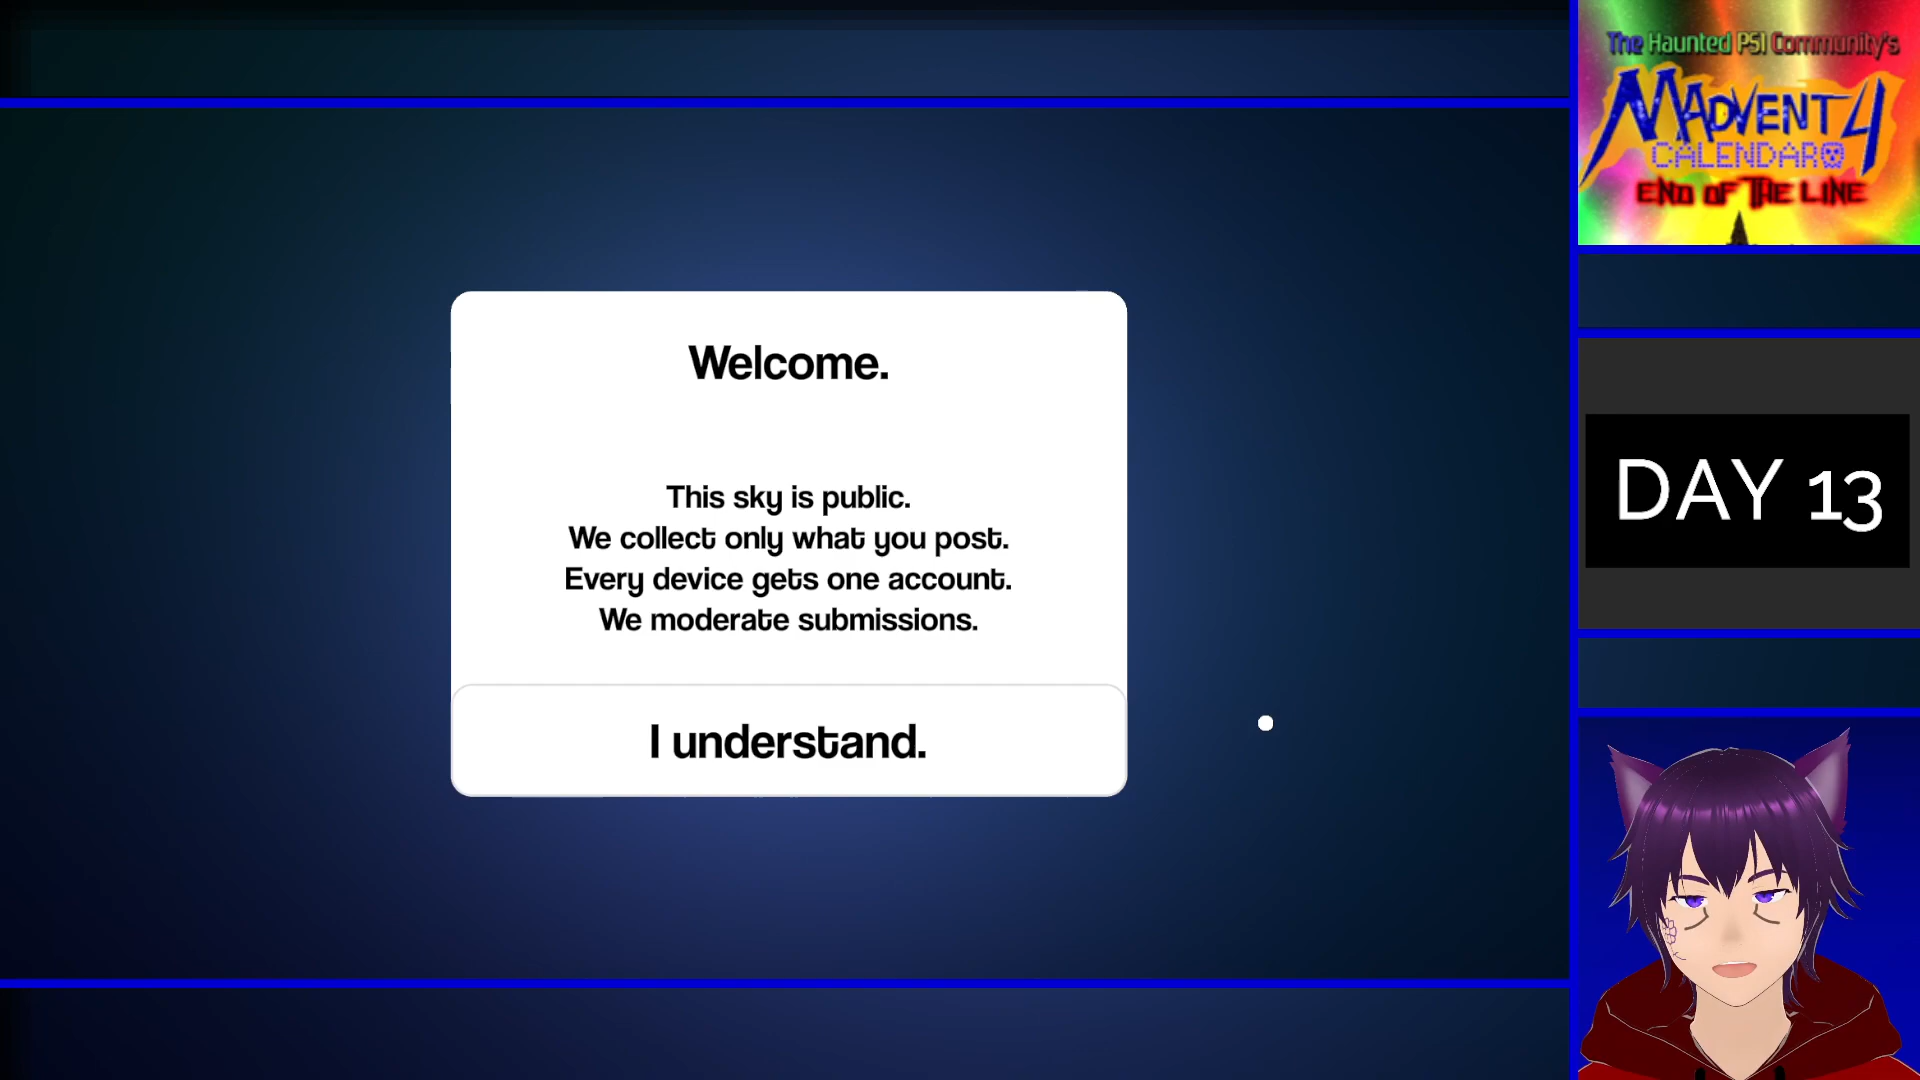 Welcome.
This sky is public.
We collect only what you post.
Every device gets one account.
We moderate submissions.
I understand.
The Haunted PS1 Community's
MADVENT 4
CALENDAR
END OF THE LINE
DAY 13